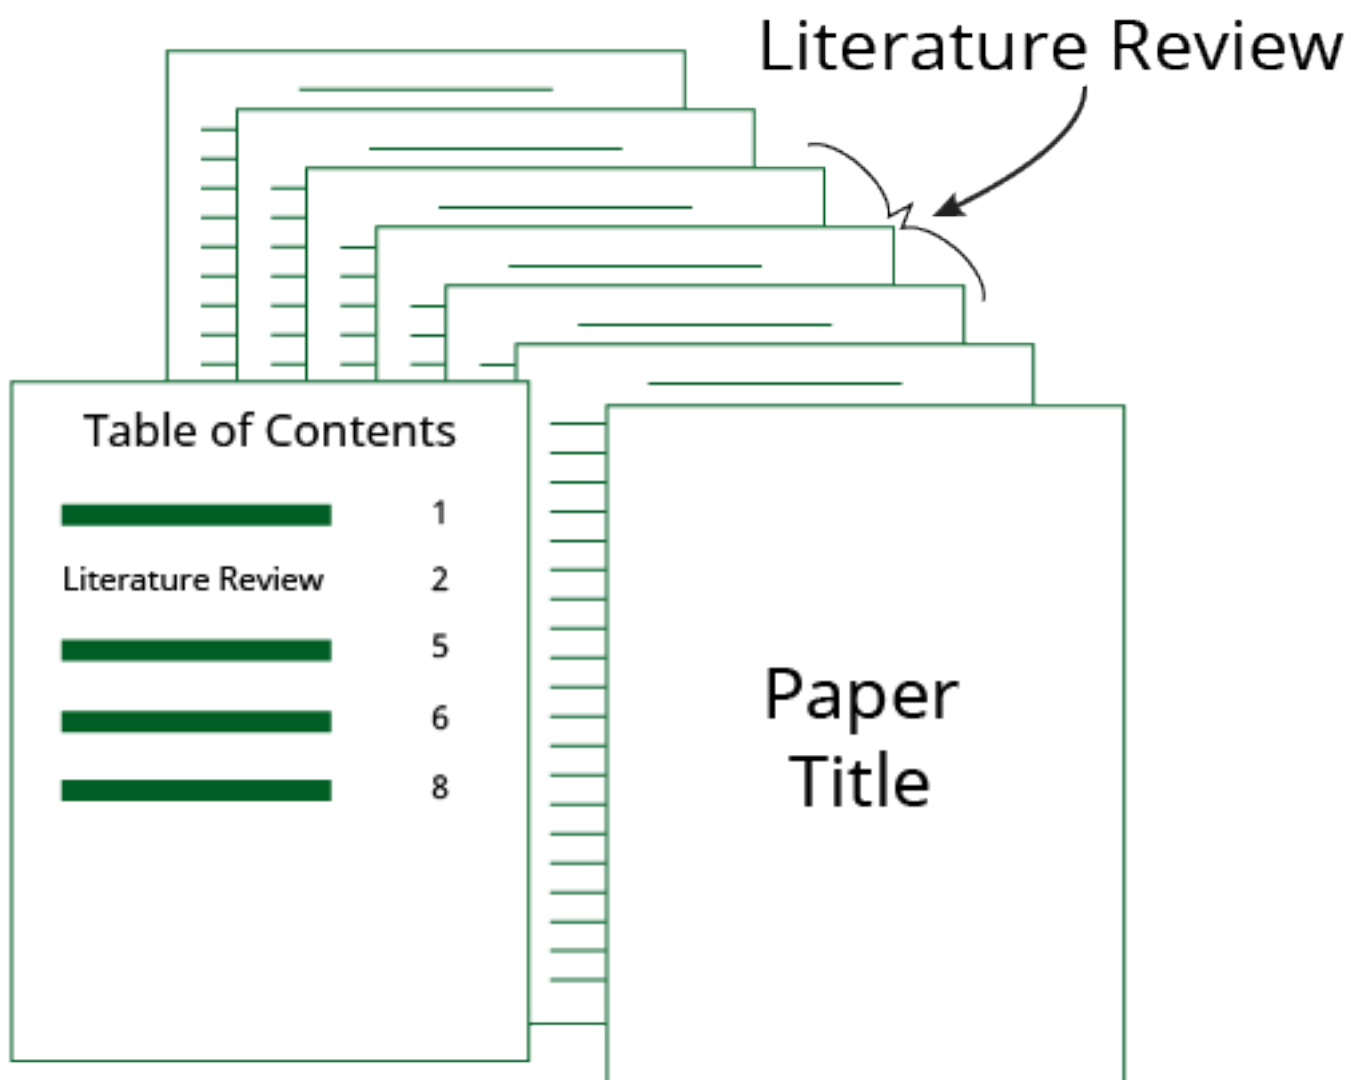 Literature Review
Table of Contents
1
Literature Review 2
5
6
8
Paper
Title